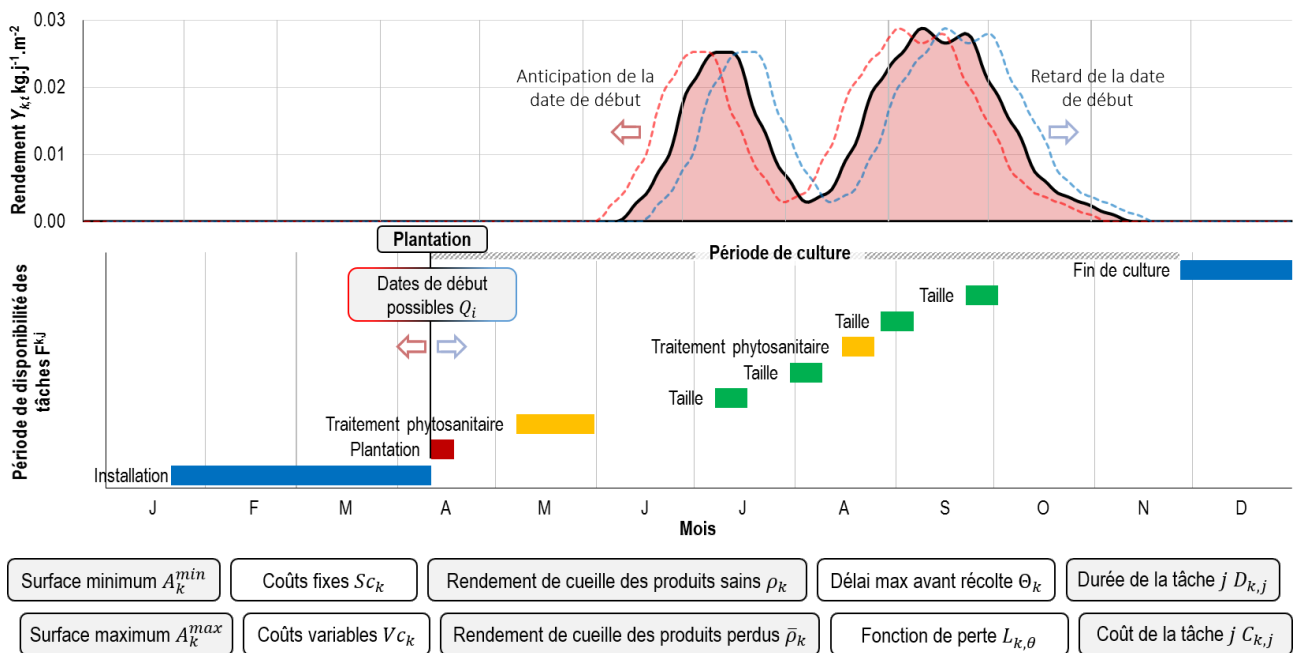 0.03
0.02
0.01
0.00
Rendement Y_{k,t} kg.j⁻¹.m⁻²
Anticipation de la
date de début
Retard de la date
de début
Plantation
Période de culture
Dates de début
possibles Q_i
Période de disponibilité des
tâches F^{kj}
Fin de culture
Taille
Taille
Traitement phytosanitaire
Taille
Taille
Traitement phytosanitaire
Plantation
Installation
J F M A M J J A S O N D
Mois
Surface minimum A_k^{min}
Coûts fixes Sc_k
Rendement de cueille des produits sains ρ_k
Délai max avant récolte Θ_k
Durée de la tâche j D_{k,j}
Surface maximum A_k^{max}
Coûts variables Vc_k
Rendement de cueille des produits perdus ρ̄_k
Fonction de perte L_{k,θ}
Coût de la tâche j C_{k,j}